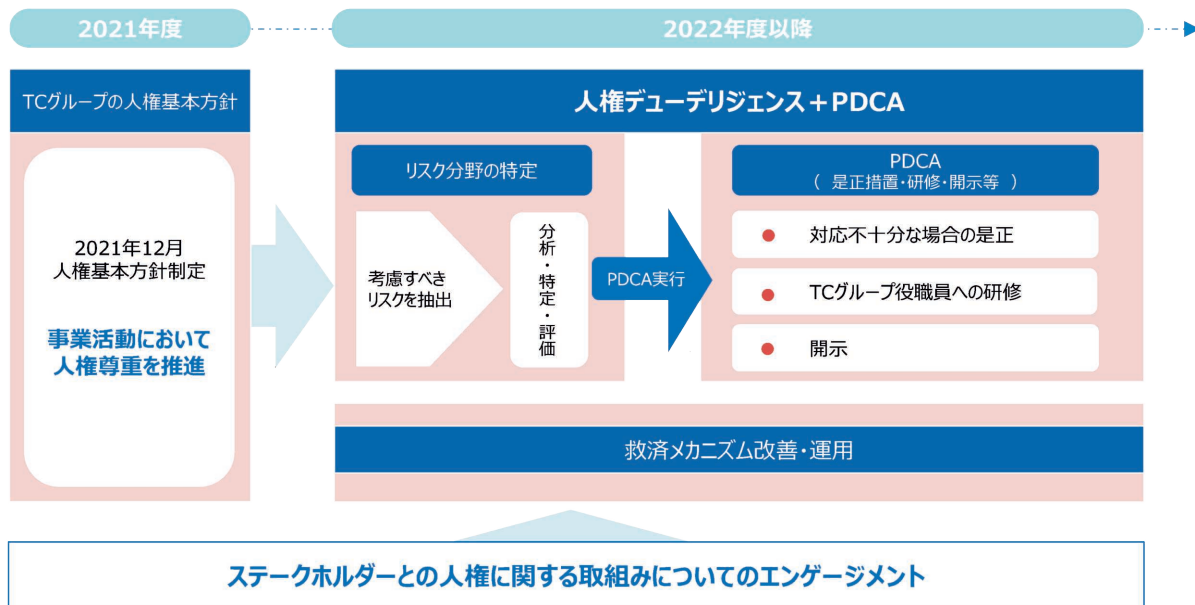 2021年度
2022年度以降
TCグループの人権基本方針
2021年12月
人権基本方針制定
事業活動において
人権尊重を推進
人権デューデリジェンス+PDCA
リスク分野の特定
考慮すべき
リスクを抽出
分析・特定・評価
PDCA実行
PDCA
( 是正措置・研修・開示等 )
● 対応不十分な場合の是正
● TCグループ役職員への研修
● 開示
救済メカニズム改善・運用
ステークホルダーとの人権に関する取組みについてのエンゲージメント